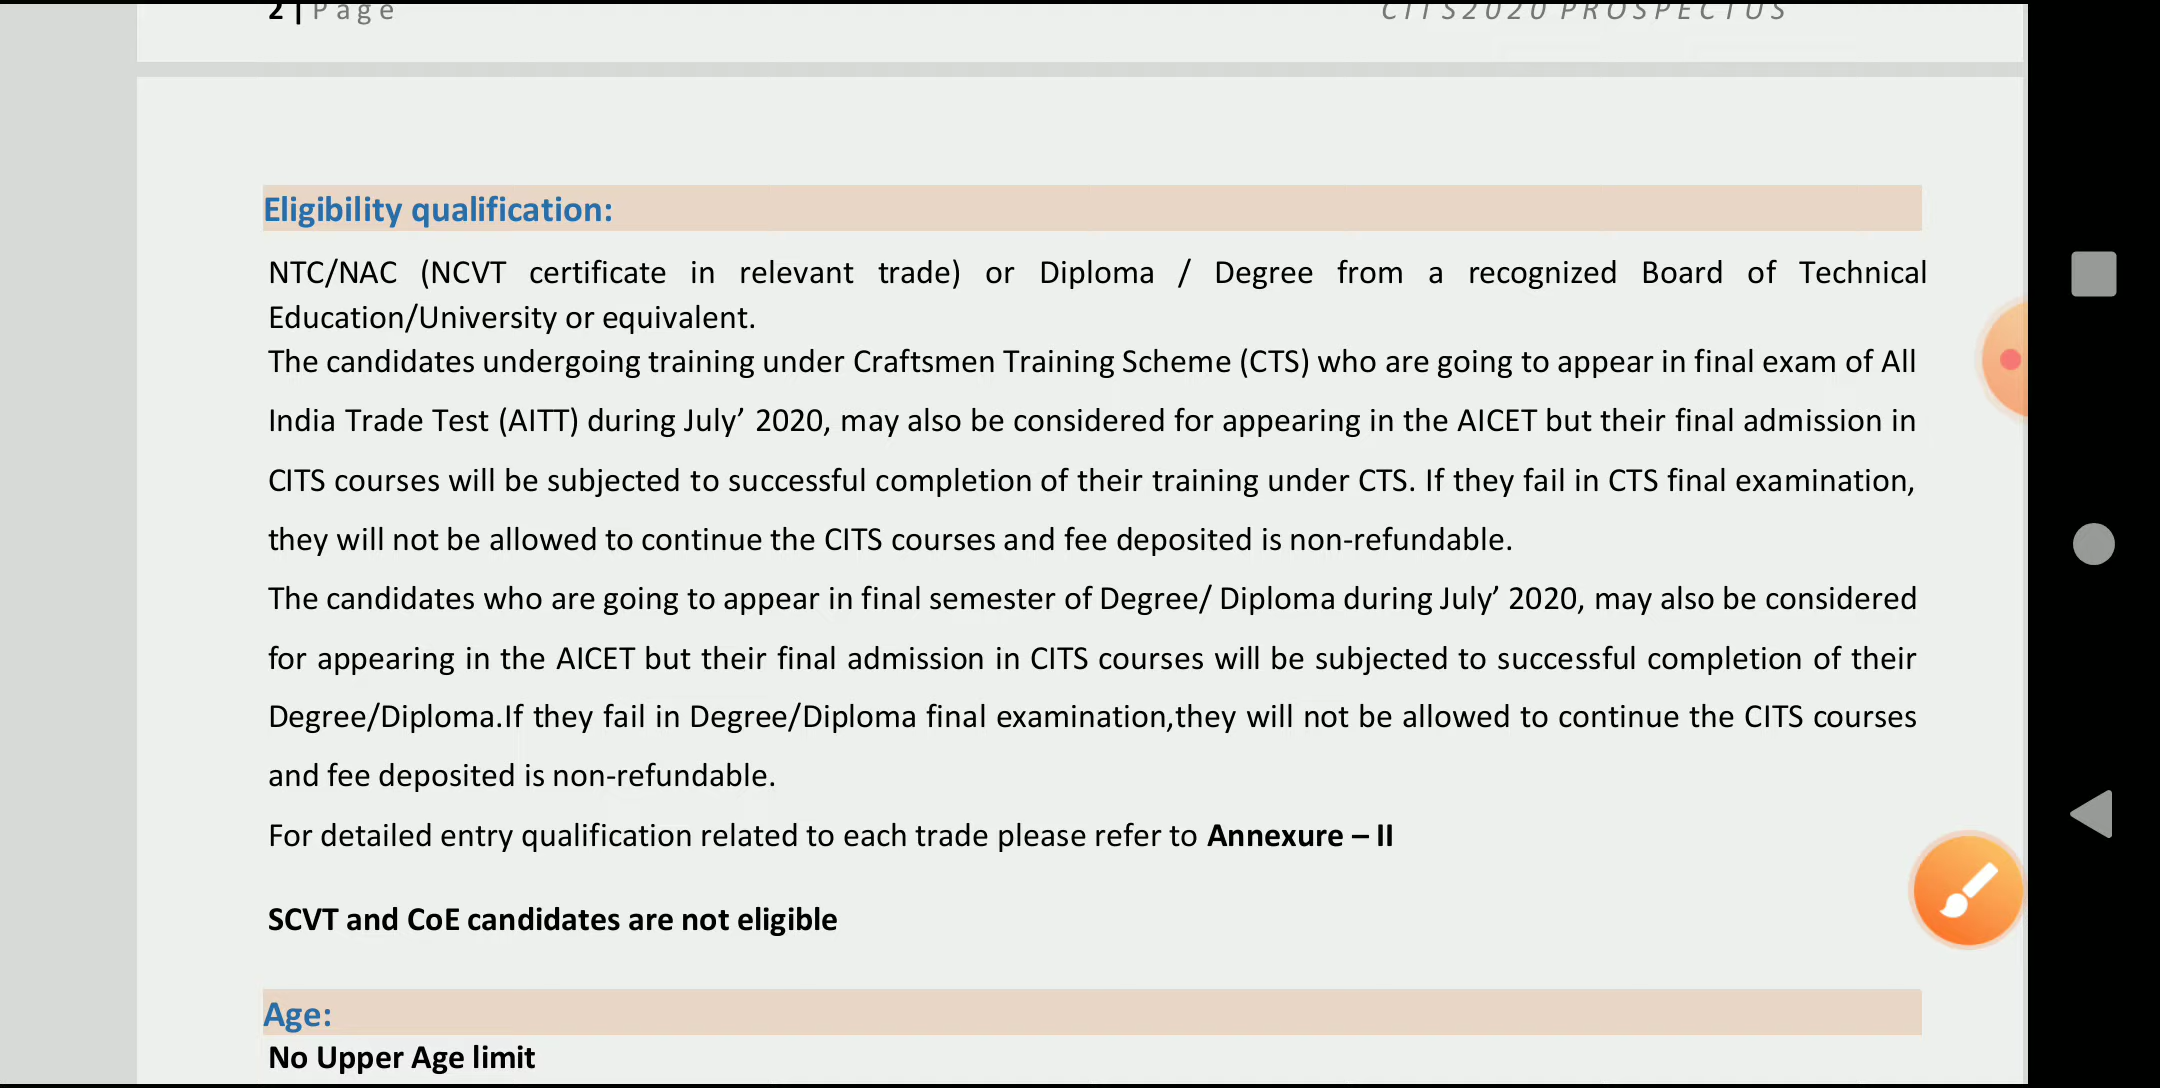 2 | Page
CITS2020 PROSPECTUS
Eligibility qualification:
NTC/NAC (NCVT certificate in relevant trade) or Diploma / Degree from a recognized Board of Technical
Education/University or equivalent.
The candidates undergoing training under Craftsmen Training Scheme (CTS) who are going to appear in final exam of All
India Trade Test (AITT) during July’ 2020, may also be considered for appearing in the AICET but their final admission in
CITS courses will be subjected to successful completion of their training under CTS. If they fail in CTS final examination,
they will not be allowed to continue the CITS courses and fee deposited is non-refundable.
The candidates who are going to appear in final semester of Degree/ Diploma during July’ 2020, may also be considered
for appearing in the AICET but their final admission in CITS courses will be subjected to successful completion of their
Degree/Diploma.If they fail in Degree/Diploma final examination,they will not be allowed to continue the CITS courses
and fee deposited is non-refundable.
For detailed entry qualification related to each trade please refer to Annexure – II
SCVT and CoE candidates are not eligible
Age:
No Upper Age limit